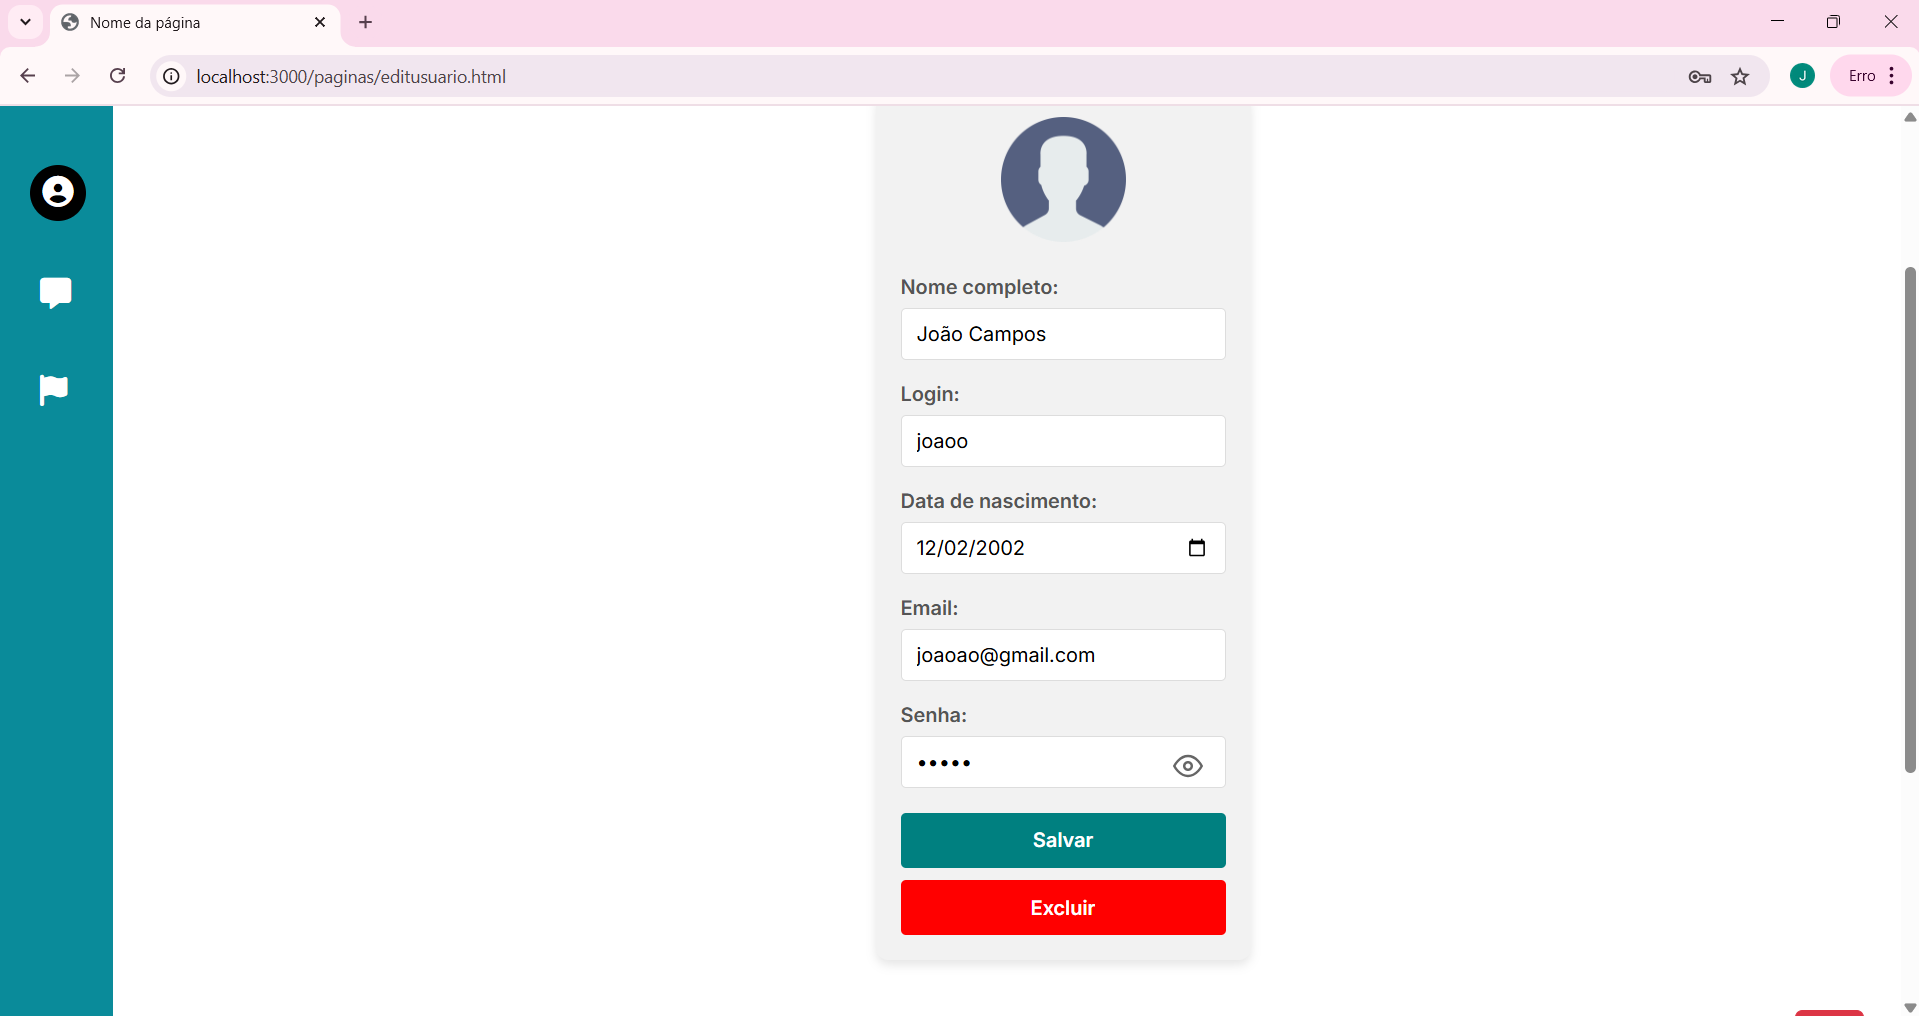 Nome da página
localhost:3000/paginas/editusuario.html
J
Erro
Nome completo:
João Campos
Login:
joaoo
Data de nascimento:
12/02/2002
Email:
joaoao@gmail.com
Senha:
•••••
Salvar
Excluir